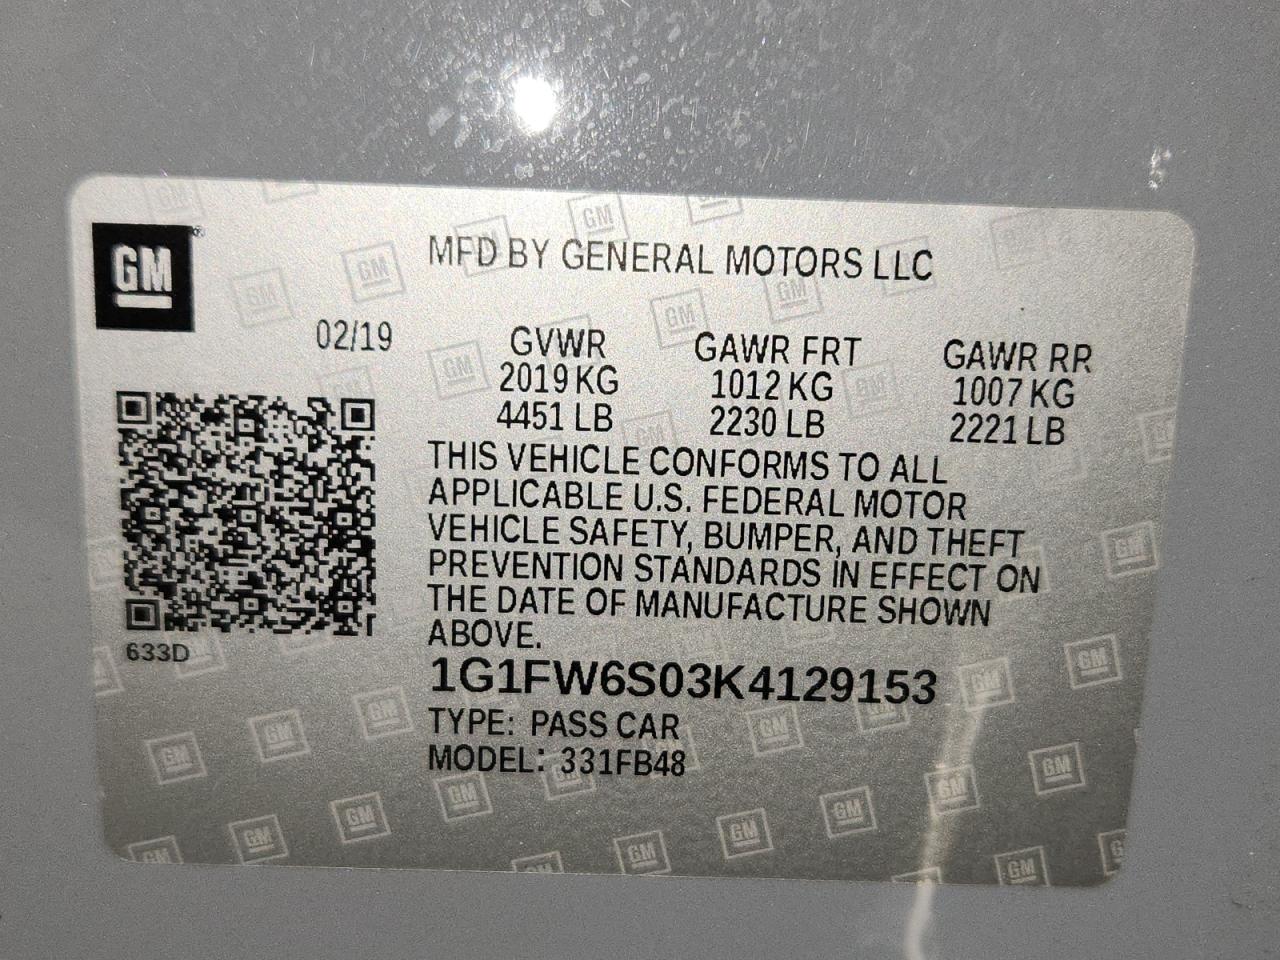 GM
MFD BY GENERAL MOTORS LLC
02/19
GVWR GAWR FRT GAWR RR
2019 KG 1012 KG 1007 KG
4451 LB 2230 LB 2221 LB
THIS VEHICLE CONFORMS TO ALL
APPLICABLE U.S. FEDERAL MOTOR
VEHICLE SAFETY, BUMPER, AND THEFT
PREVENTION STANDARDS IN EFFECT ON
THE DATE OF MANUFACTURE SHOWN
ABOVE.
633D
1G1FW6S03K4129153
TYPE: PASS CAR
MODEL: 331FB48